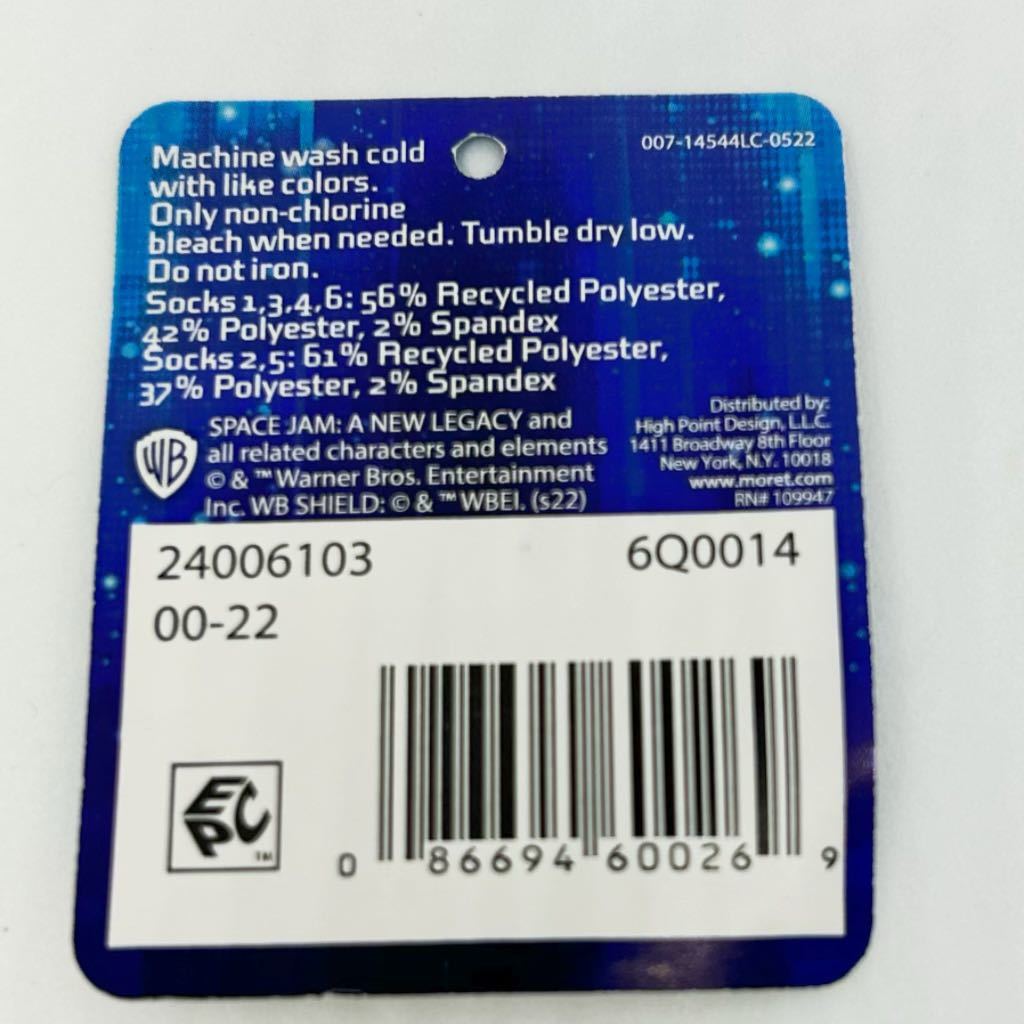 007-14544LC-0522
Machine wash cold
with like colors.
Only non-chlorine
bleach when needed. Tumble dry low.
Do not iron.
Socks 1,3,4,6: 56% Recycled Polyester,
42% Polyester, 2% Spandex
Socks 2,5: 61% Recycled Polyester,
37% Polyester, 2% Spandex
WB
SPACE JAM: A NEW LEGACY and
all related characters and elements
© & ™ Warner Bros. Entertainment
Inc. WB SHIELD: © & ™ WBEI. (s22)
Distributed by:
High Point Design, L.L.C.
1411 Broadway 8th Floor
New York, N.Y. 10018
www.moret.com
RN# 109947
24006103 6Q0014
00-22
EPC™
0 86694 60026 9